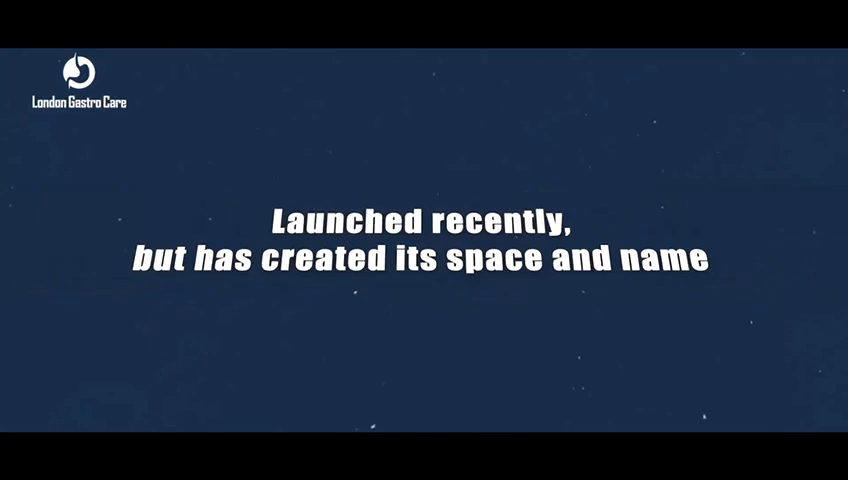 London Gastro Care
Launched recently,
but has created its space and name